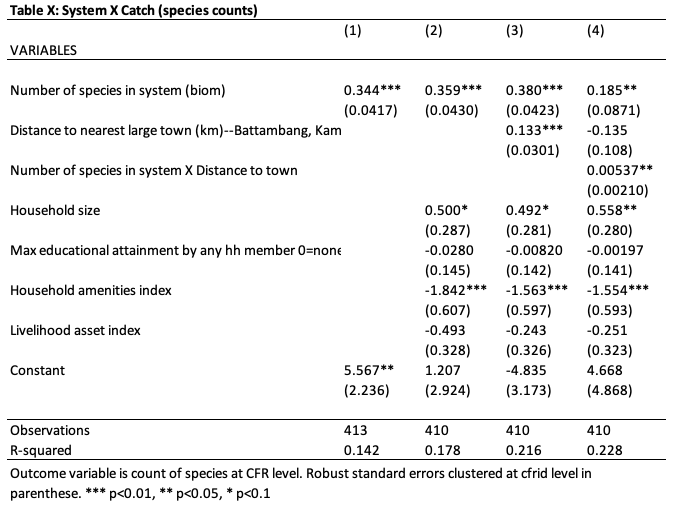 Table X: System X Catch (species counts)
(1) (2) (3) (4)
VARIABLES
Number of species in system (biom) 0.344*** 0.359*** 0.380*** 0.185**
(0.0417) (0.0430) (0.0423) (0.0871)
Distance to nearest large town (km)--Battambang, Kam 0.133*** -0.135
(0.0301) (0.108)
Number of species in system X Distance to town 0.00537**
(0.00210)
Household size 0.500* 0.492* 0.558**
(0.287) (0.281) (0.280)
Max educational attainment by any hh member 0=none -0.0280 -0.00820 -0.00197
(0.145) (0.142) (0.141)
Household amenities index -1.842*** -1.563*** -1.554***
(0.607) (0.597) (0.593)
Livelihood asset index -0.493 -0.243 -0.251
(0.328) (0.326) (0.323)
Constant 5.567** 1.207 -4.835 4.668
(2.236) (2.924) (3.173) (4.868)
Observations 413 410 410 410
R-squared 0.142 0.178 0.216 0.228
Outcome variable is count of species at CFR level. Robust standard errors clustered at cfrid level in
parenthese. *** p<0.01, ** p<0.05, * p<0.1